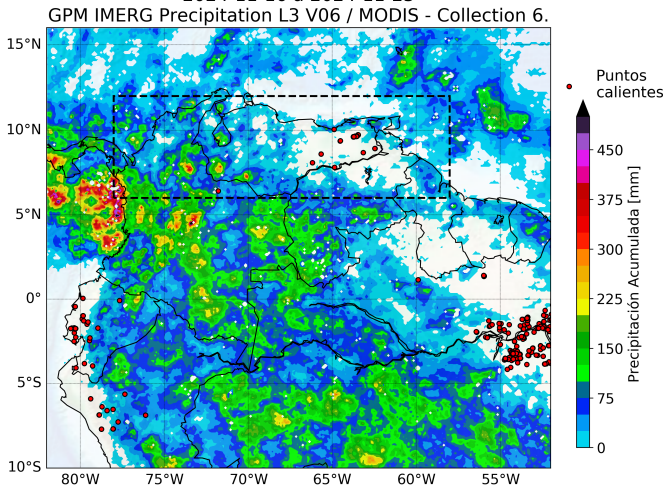 GPM IMERG Precipitation L3 V06 / MODIS - Collection 6.
15°N
10°N
5°N
0°
5°S
10°S
80°W
75°W
70°W
65°W
60°W
55°W
Puntos
calientes
450
375
300
225
150
75
0
Precipitación Acumulada [mm]